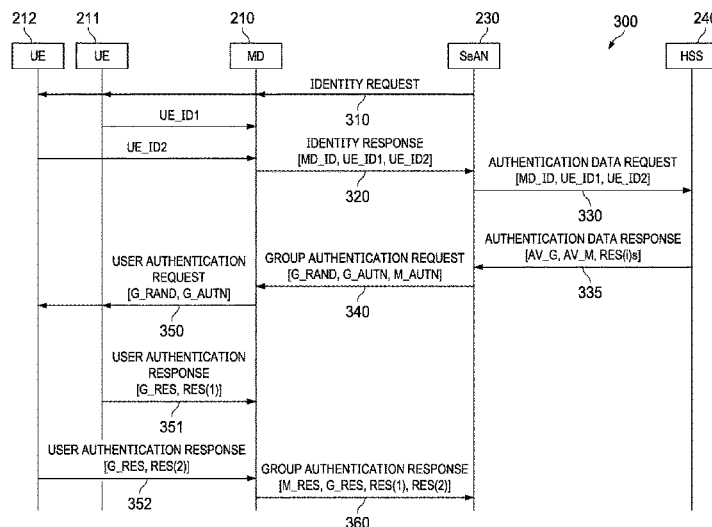 212
211
210
230
240
300
UE
UE
MD
SeAN
HSS
IDENTITY REQUEST
310
UE_ID1
UE_ID2
IDENTITY RESPONSE
[MD_ID, UE_ID1, UE_ID2]
320
AUTHENTICATION DATA REQUEST
[MD_ID, UE_ID1, UE_ID2]
330
AUTHENTICATION DATA RESPONSE
[AV_G, AV_M, RES(i)s]
335
GROUP AUTHENTICATION REQUEST
[G_RAND, G_AUTN, M_AUTN]
340
USER AUTHENTICATION
REQUEST
[G_RAND, G_AUTN]
350
USER AUTHENTICATION
RESPONSE
[G_RES, RES(1)]
351
USER AUTHENTICATION RESPONSE
[G_RES, RES(2)]
352
GROUP AUTHENTICATION RESPONSE
[M_RES, G_RES, RES(1), RES(2)]
360